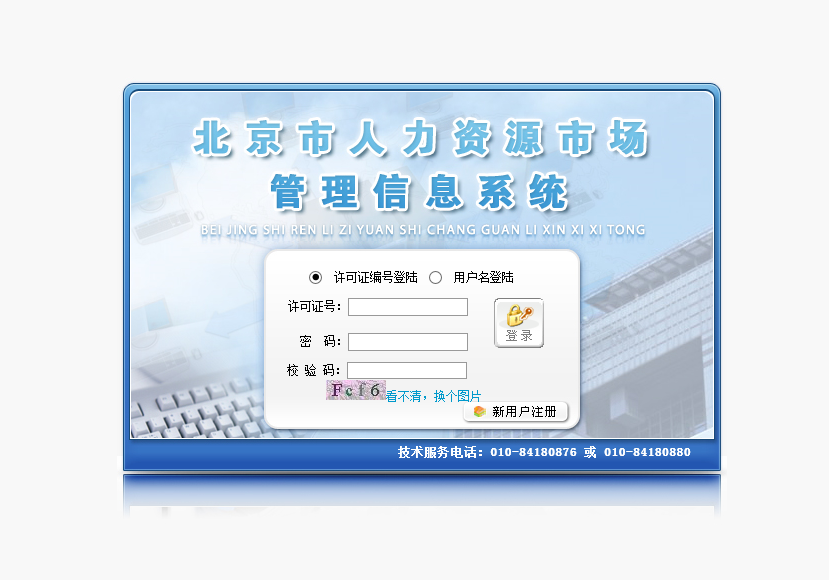 北京市人力资源市场
管理信息系统
BEI JING SHI REN LI ZI YUAN SHI CHANG GUAN LI XIN XI XI TONG
许可证编号登陆 用户名登陆
许可证号：
登录
密 码：
校 验 码：
Fcf6 看不清，换个图片
新用户注册
技术服务电话：010-84180876 或 010-84180880